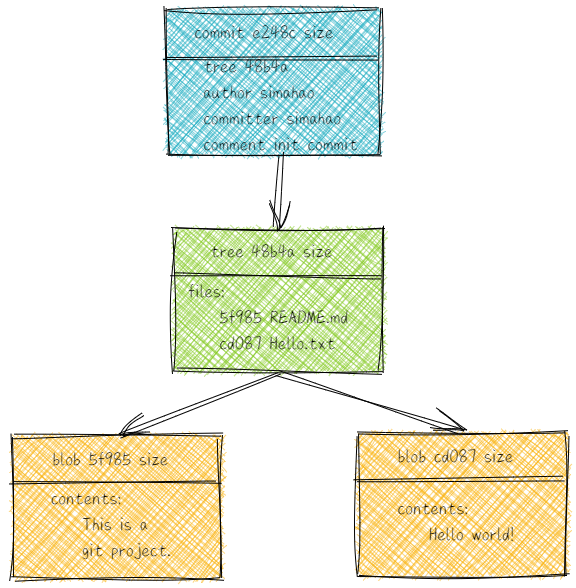 commit e248c size
tree 48b4a
author simahao
committer simahao
comment init commit
tree 48b4a size
files:
5f985 README.md
cd087 Hello.txt
blob 5f985 size
contents:
This is a
git project.
blob cd087 size
contents:
Hello world!